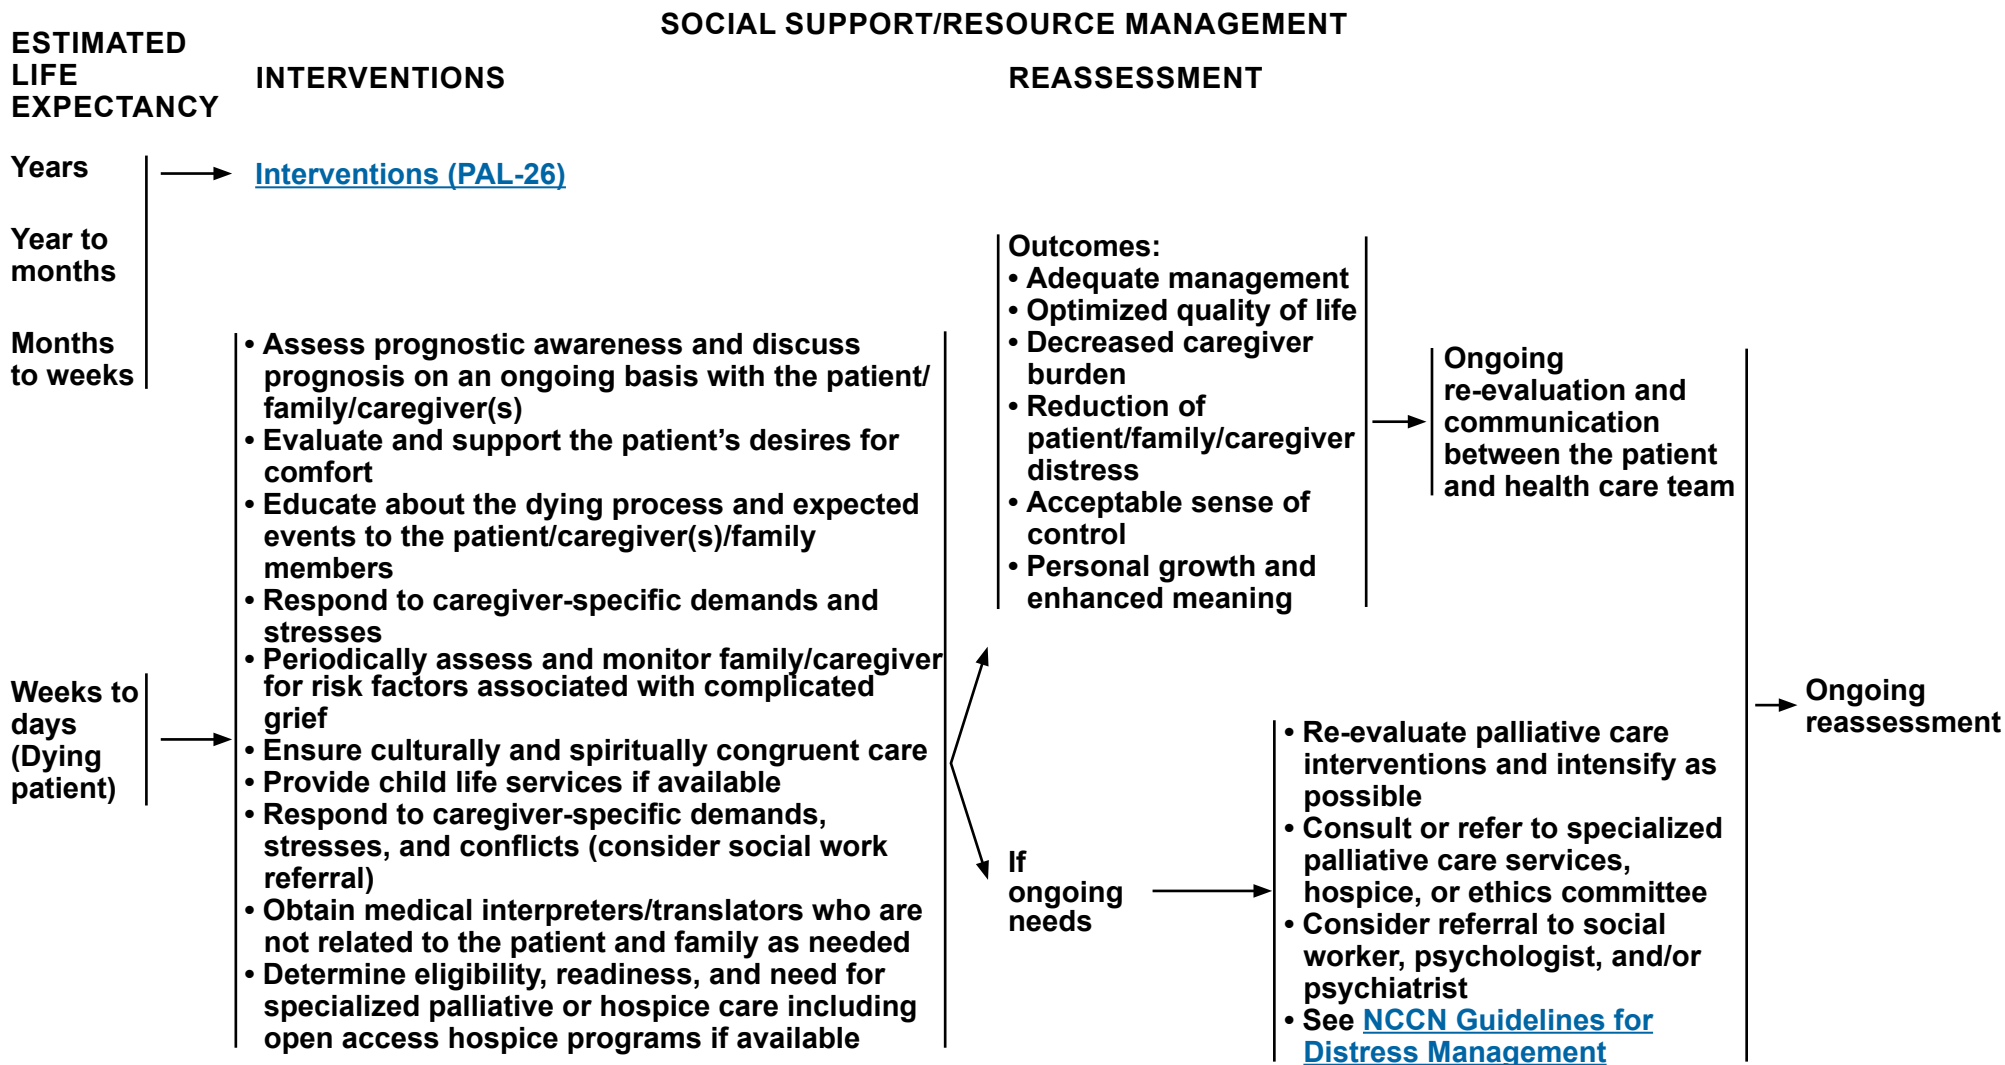 SOCIAL SUPPORT/RESOURCE MANAGEMENT
ESTIMATED
LIFE
EXPECTANCY
INTERVENTIONS
REASSESSMENT
Years
Interventions (PAL-26)
Year to
months
Months
to weeks
Weeks to
days
(Dying
patient)
• Assess prognostic awareness and discuss
prognosis on an ongoing basis with the patient/
family/caregiver(s)
• Evaluate and support the patient’s desires for
comfort
• Educate about the dying process and expected
events to the patient/caregiver(s)/family
members
• Respond to caregiver-specific demands and
stresses
• Periodically assess and monitor family/caregiver
for risk factors associated with complicated
grief
• Ensure culturally and spiritually congruent care
• Provide child life services if available
• Respond to caregiver-specific demands,
stresses, and conflicts (consider social work
referral)
• Obtain medical interpreters/translators who are
not related to the patient and family as needed
• Determine eligibility, readiness, and need for
specialized palliative or hospice care including
open access hospice programs if available
Outcomes:
• Adequate management
• Optimized quality of life
• Decreased caregiver
burden
• Reduction of
patient/family/caregiver
distress
• Acceptable sense of
control
• Personal growth and
enhanced meaning
Ongoing
re-evaluation and
communication
between the patient
and health care team
If
ongoing
needs
• Re-evaluate palliative care
interventions and intensify as
possible
• Consult or refer to specialized
palliative care services,
hospice, or ethics committee
• Consider referral to social
worker, psychologist, and/or
psychiatrist
• See NCCN Guidelines for
Distress Management
Ongoing
reassessment